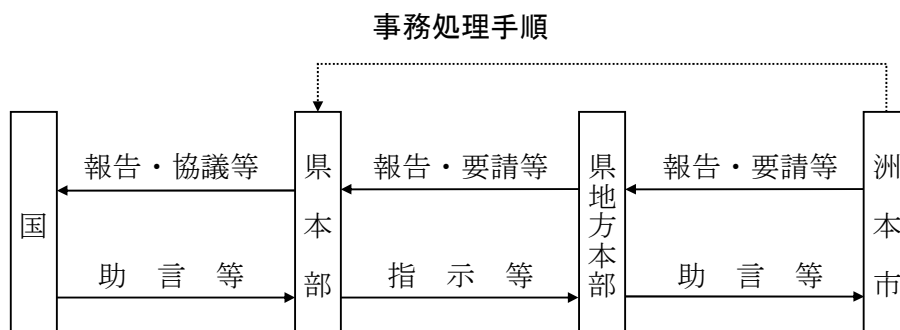 事務処理手順
国
報告・協議等
助言等
県本部
報告・要請等
指示等
県地方本部
報告・要請等
助言等
洲本市